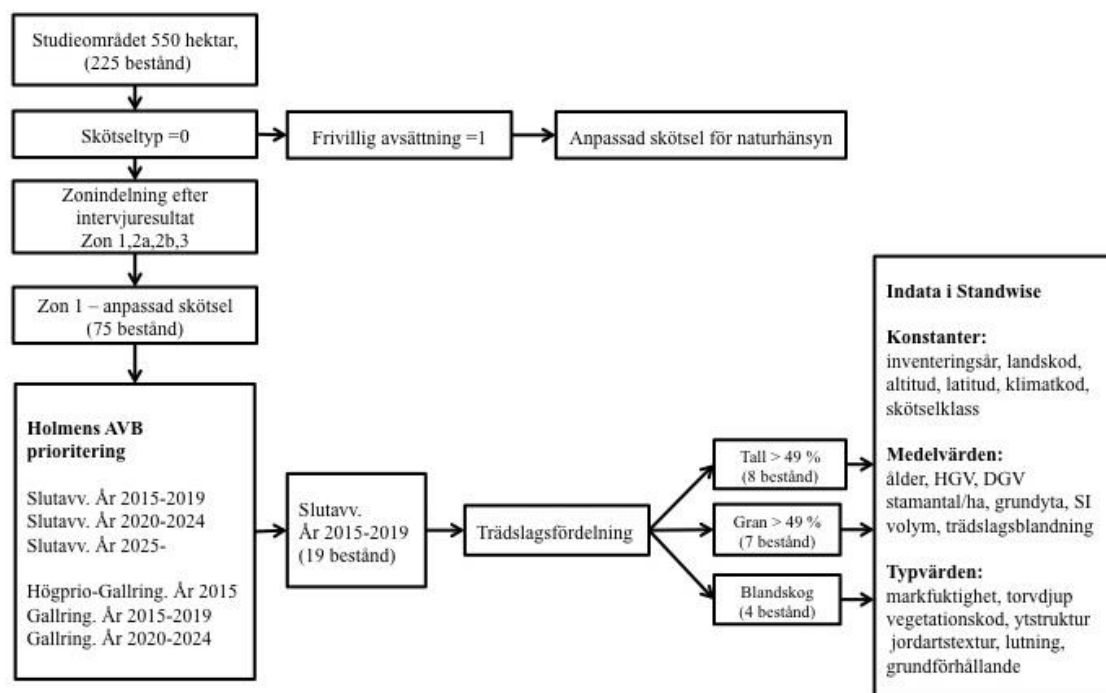 Studieområdet 550 hektar,
(225 bestånd)
Skötseltyp =0
Frivillig avsättning =1
Anpassad skötsel för naturhänsyn
Zonindelning efter
intervjuresultat
Zon 1,2a,2b,3
Zon 1 – anpassad skötsel
(75 bestånd)
Holmens AVB
prioritering
Slutavv. År 2015-2019
Slutavv. År 2020-2024
Slutavv. År 2025-
Högprio-Gallring. År 2015
Gallring. År 2015-2019
Gallring. År 2020-2024
Slutavv.
År 2015-2019
(19 bestånd)
Trädslagsfördelning
Tall > 49 %
(8 bestånd)
Gran > 49 %
(7 bestånd)
Blandskog
(4 bestånd)
Indata i Standwise
Konstanter:
inventeringsår, landskod,
altitud, latitud, klimatkod,
skötselklass
Medelvärden:
ålder, HGV, DGV
stamantal/ha, grundyta, SI
volym, trädslagsblandning
Typvärden:
markfuktighet, torvdjup
vegetationskod, ytstruktur
jordartstextur, lutning,
grundförhållande